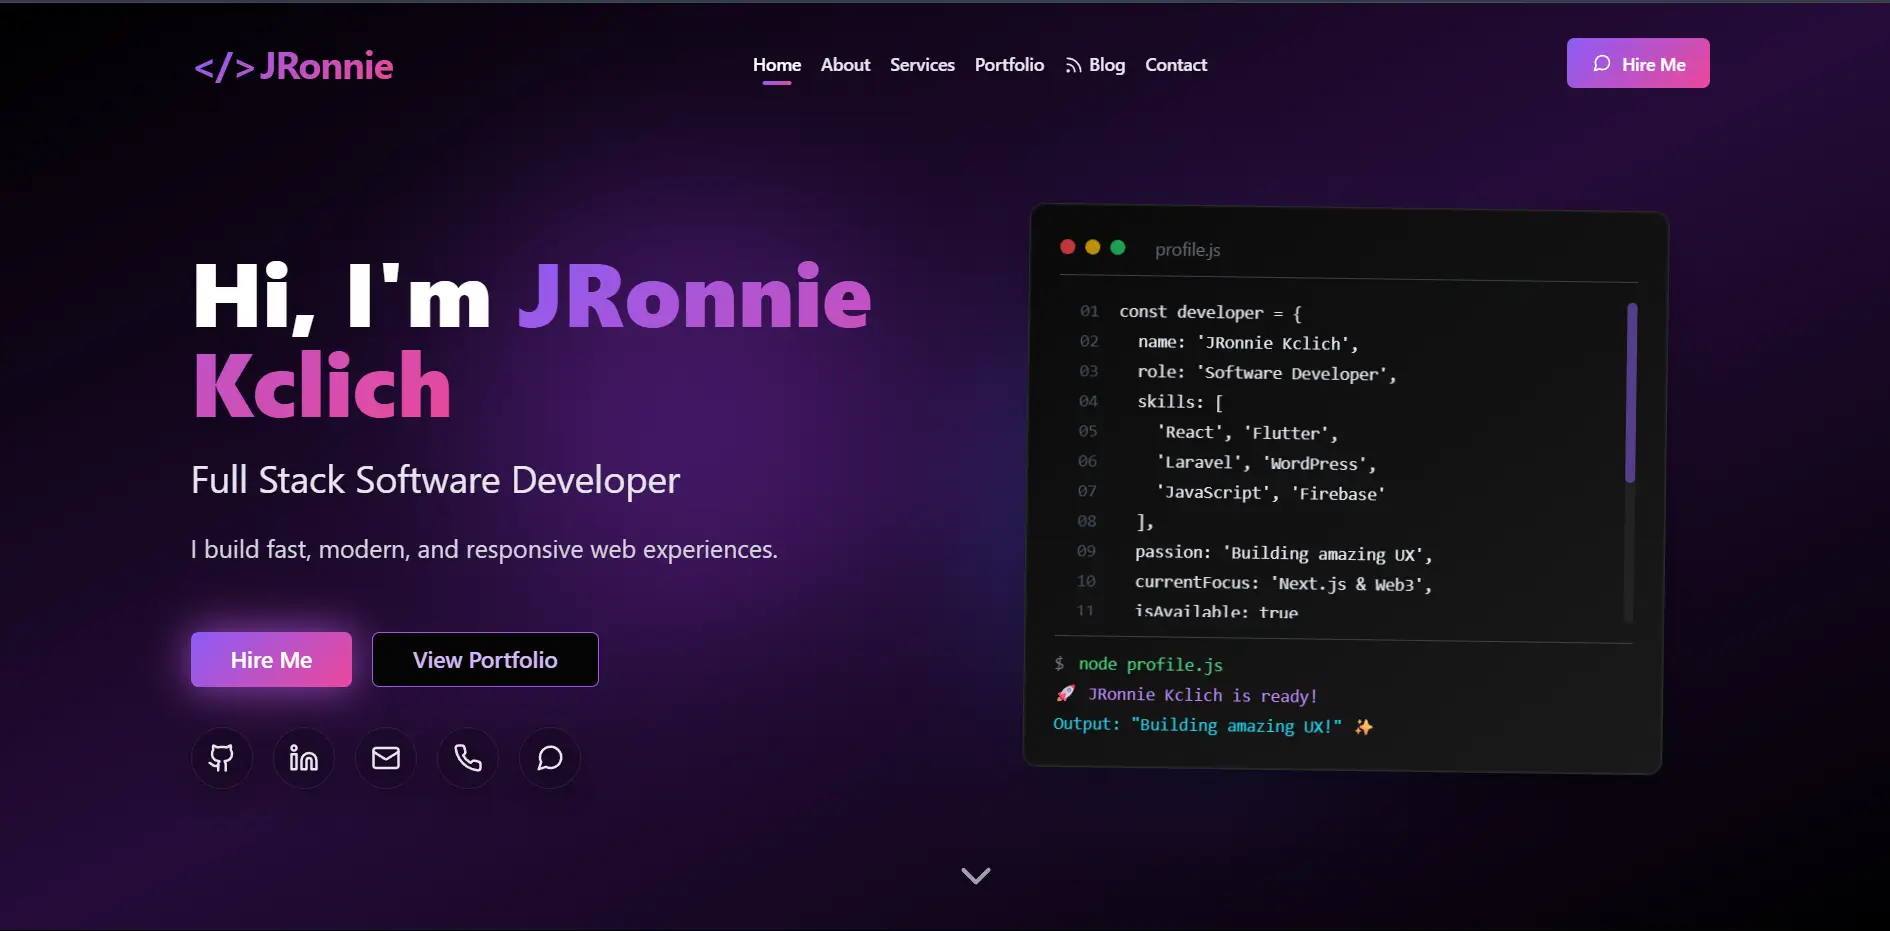 </> JRonnie
Home
About
Services
Portfolio
Blog
Contact
Hire Me
Hi, I'm JRonnie
Kclich
Full Stack Software Developer
I build fast, modern, and responsive web experiences.
Hire Me
View Portfolio
profile.js
01 const developer = {
02 name: 'JRonnie Kclich',
03 role: 'Software Developer',
04 skills: [
05 'React', 'Flutter',
06 'Laravel', 'WordPress',
07 'JavaScript', 'Firebase'
08 ],
09 passion: 'Building amazing UX',
10 currentFocus: 'Next.js & Web3',
11 isAvailable: true
$ node profile.js
🚀 JRonnie Kclich is ready!
Output: "Building amazing UX!" ✨